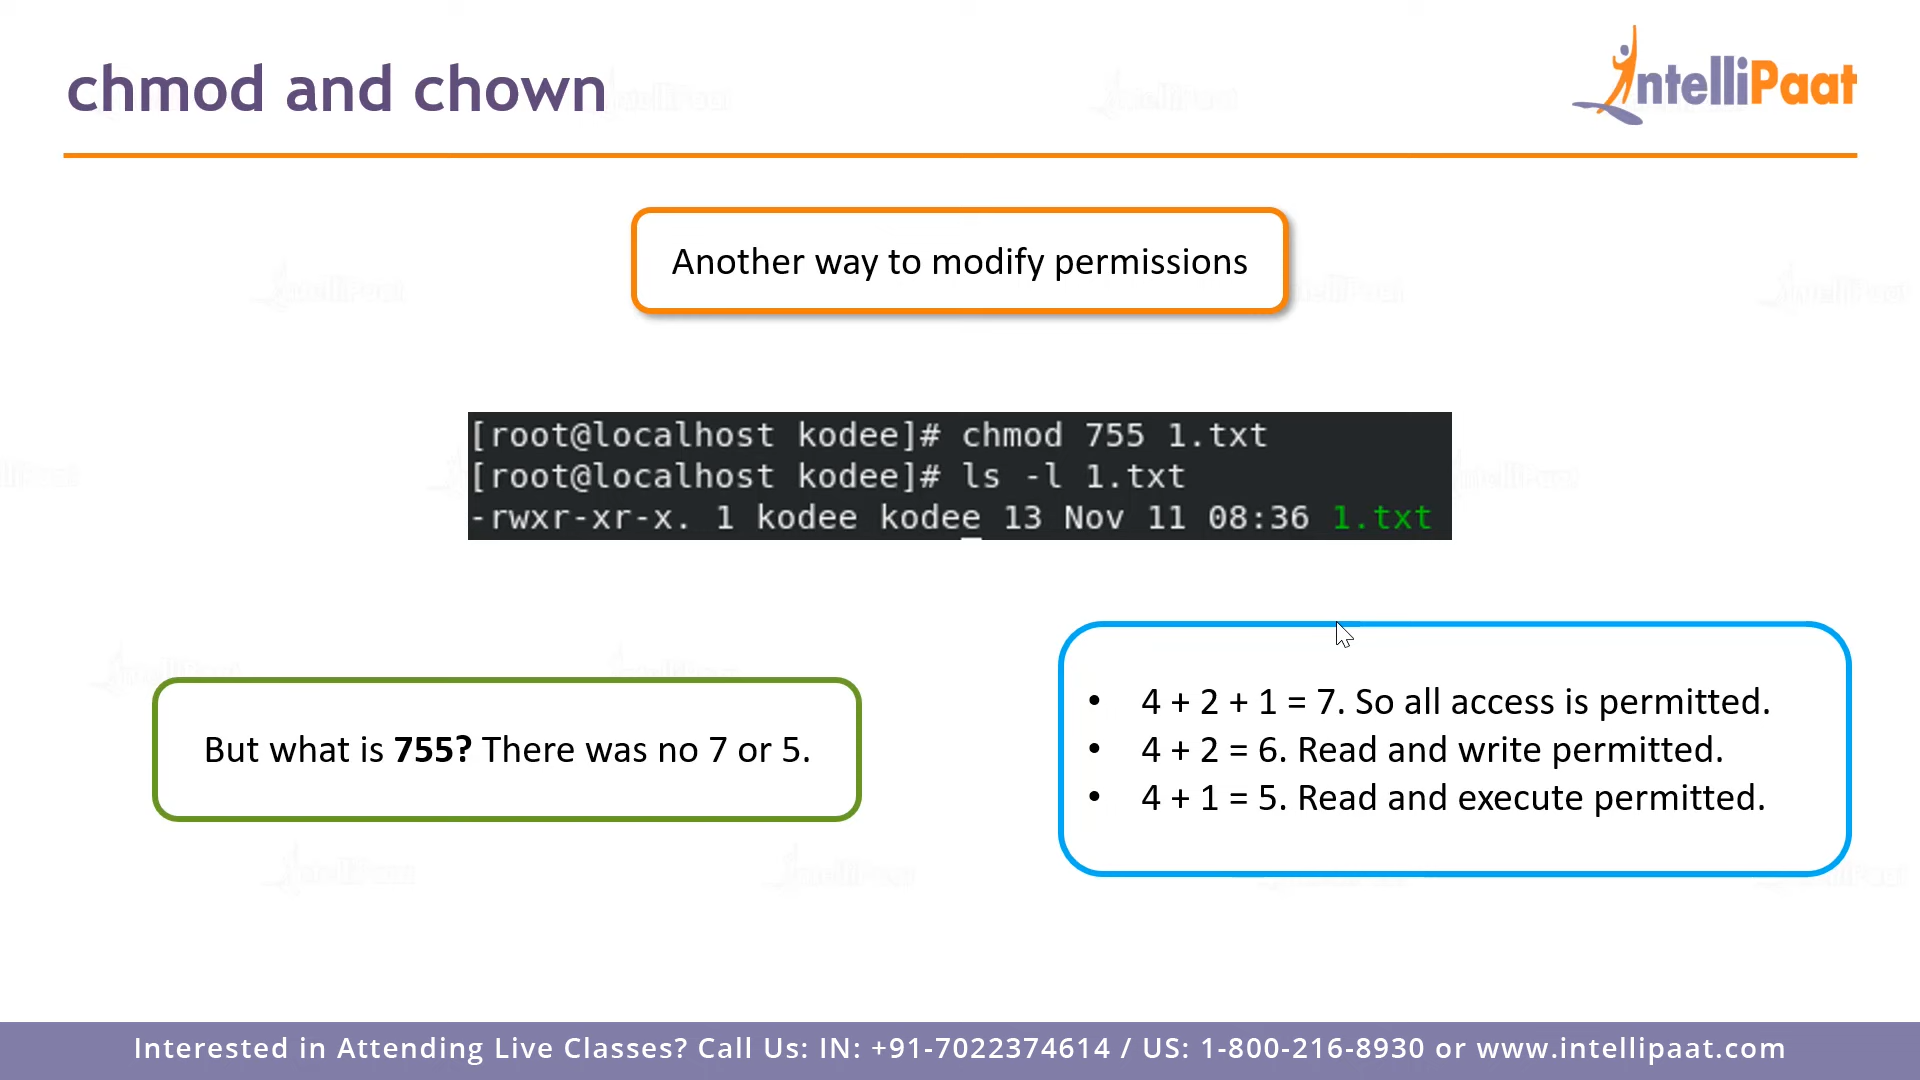 chmod and chown
IntelliPaat
Another way to modify permissions
[root@localhost kodee]# chmod 755 1.txt
[root@localhost kodee]# ls -l 1.txt
-rwxr-xr-x. 1 kodee kodee 13 Nov 11 08:36 1.txt
But what is 755? There was no 7 or 5.
• 4 + 2 + 1 = 7. So all access is permitted.
• 4 + 2 = 6. Read and write permitted.
• 4 + 1 = 5. Read and execute permitted.
Interested in Attending Live Classes? Call Us: IN: +91-7022374614 / US: 1-800-216-8930 or www.intellipaat.com